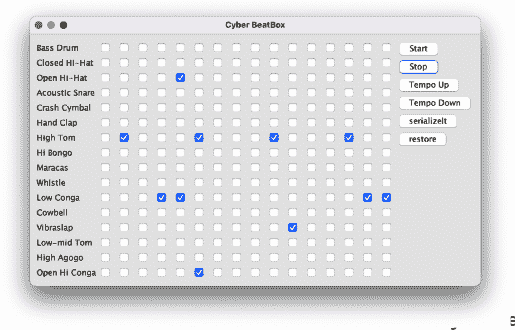 Cyber BeatBox
Bass Drum
Start
Closed Hi-Hat
Stop
Open Hi-Hat
Tempo Up
Acoustic Snare
Tempo Down
Crash Cymbal
serializeIt
Hand Clap
restore
High Tom
Hi Bongo
Maracas
Whistle
Low Conga
Cowbell
Vibraslap
Low-mid Tom
High Agogo
Open Hi Conga